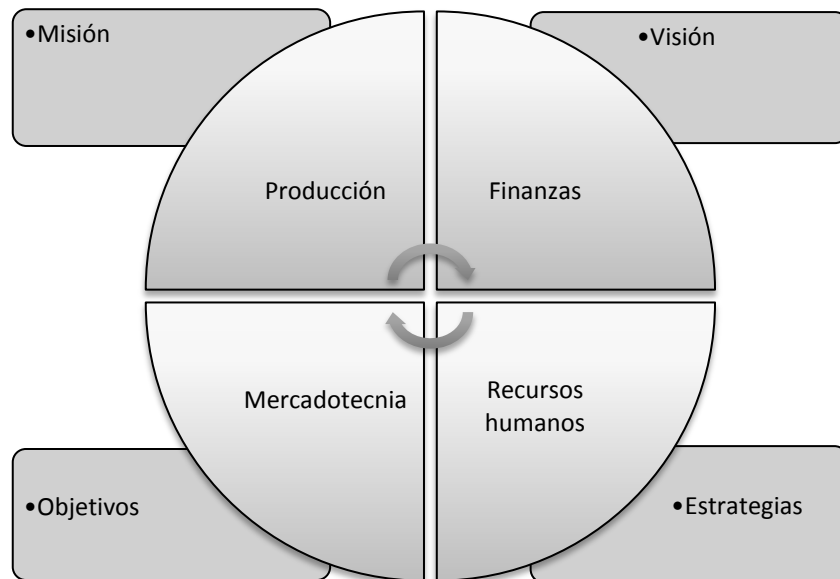 •Misión
•Visión
Producción
Finanzas
Mercadotecnia
Recursos
humanos
•Objetivos
•Estrategias